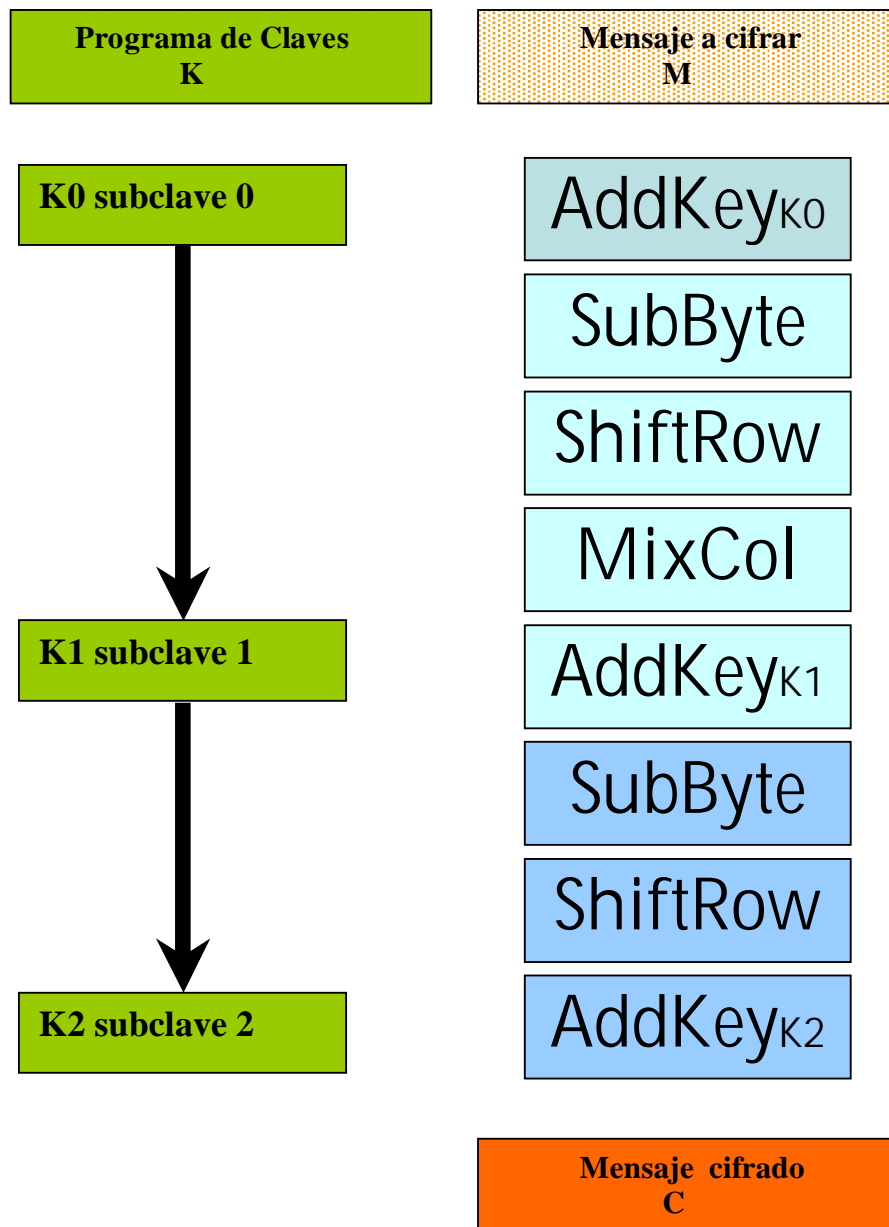 Programa de Claves
K
Mensaje a cifrar
M
K0 subclave 0
K1 subclave 1
K2 subclave 2
AddKeyK0
SubByte
ShiftRow
MixCol
AddKeyK1
SubByte
ShiftRow
AddKeyK2
Mensaje cifrado
C